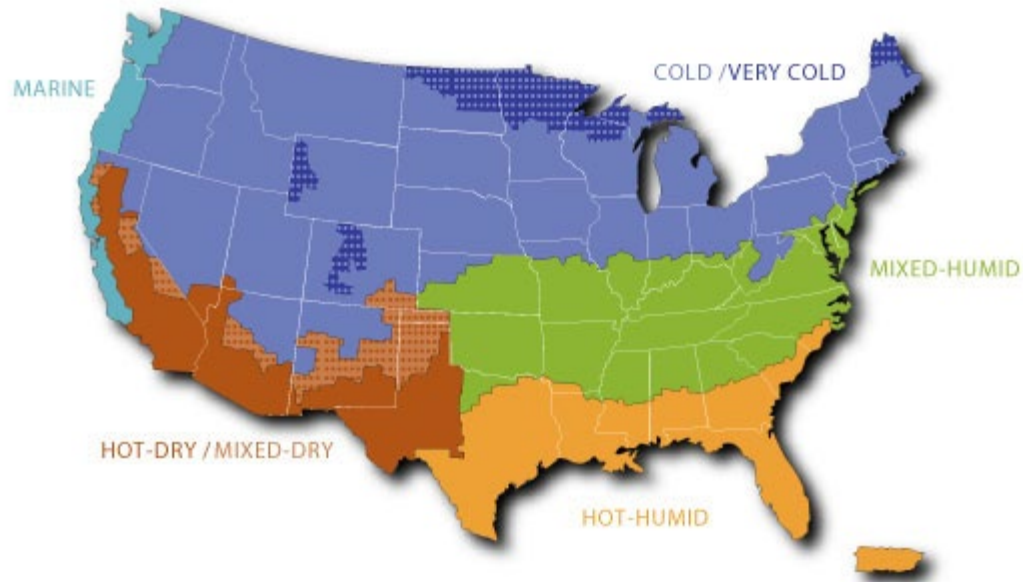 COLD /VERY COLD
MARINE
MIXED-HUMID
HOT-DRY / MIXED-DRY
HOT-HUMID